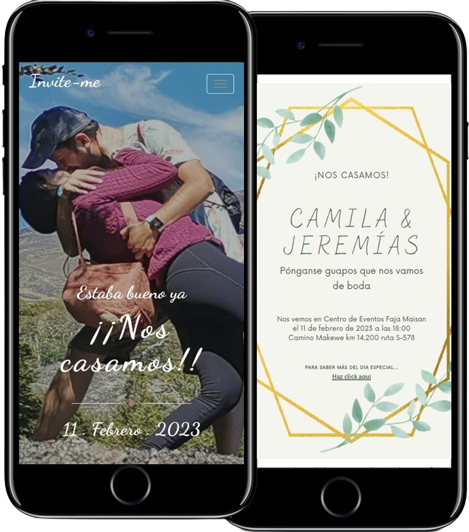 Invite-me
Estaba bueno ya
¡¡Nos
casamos!!
11 . Febrero . 2023
¡NOS CASAMOS!
CAMILA &
JEREMÍAS
Pónganse guapos que nos vamos
de boda
Nos vemos en Centro de Eventos Faja Maisan
el 11 de febrero de 2023 a las 18:00
Camino Makewe km 14.200 ruta S-578
PARA SABER MÁS DEL DÍA ESPECIAL...
Haz click aquí